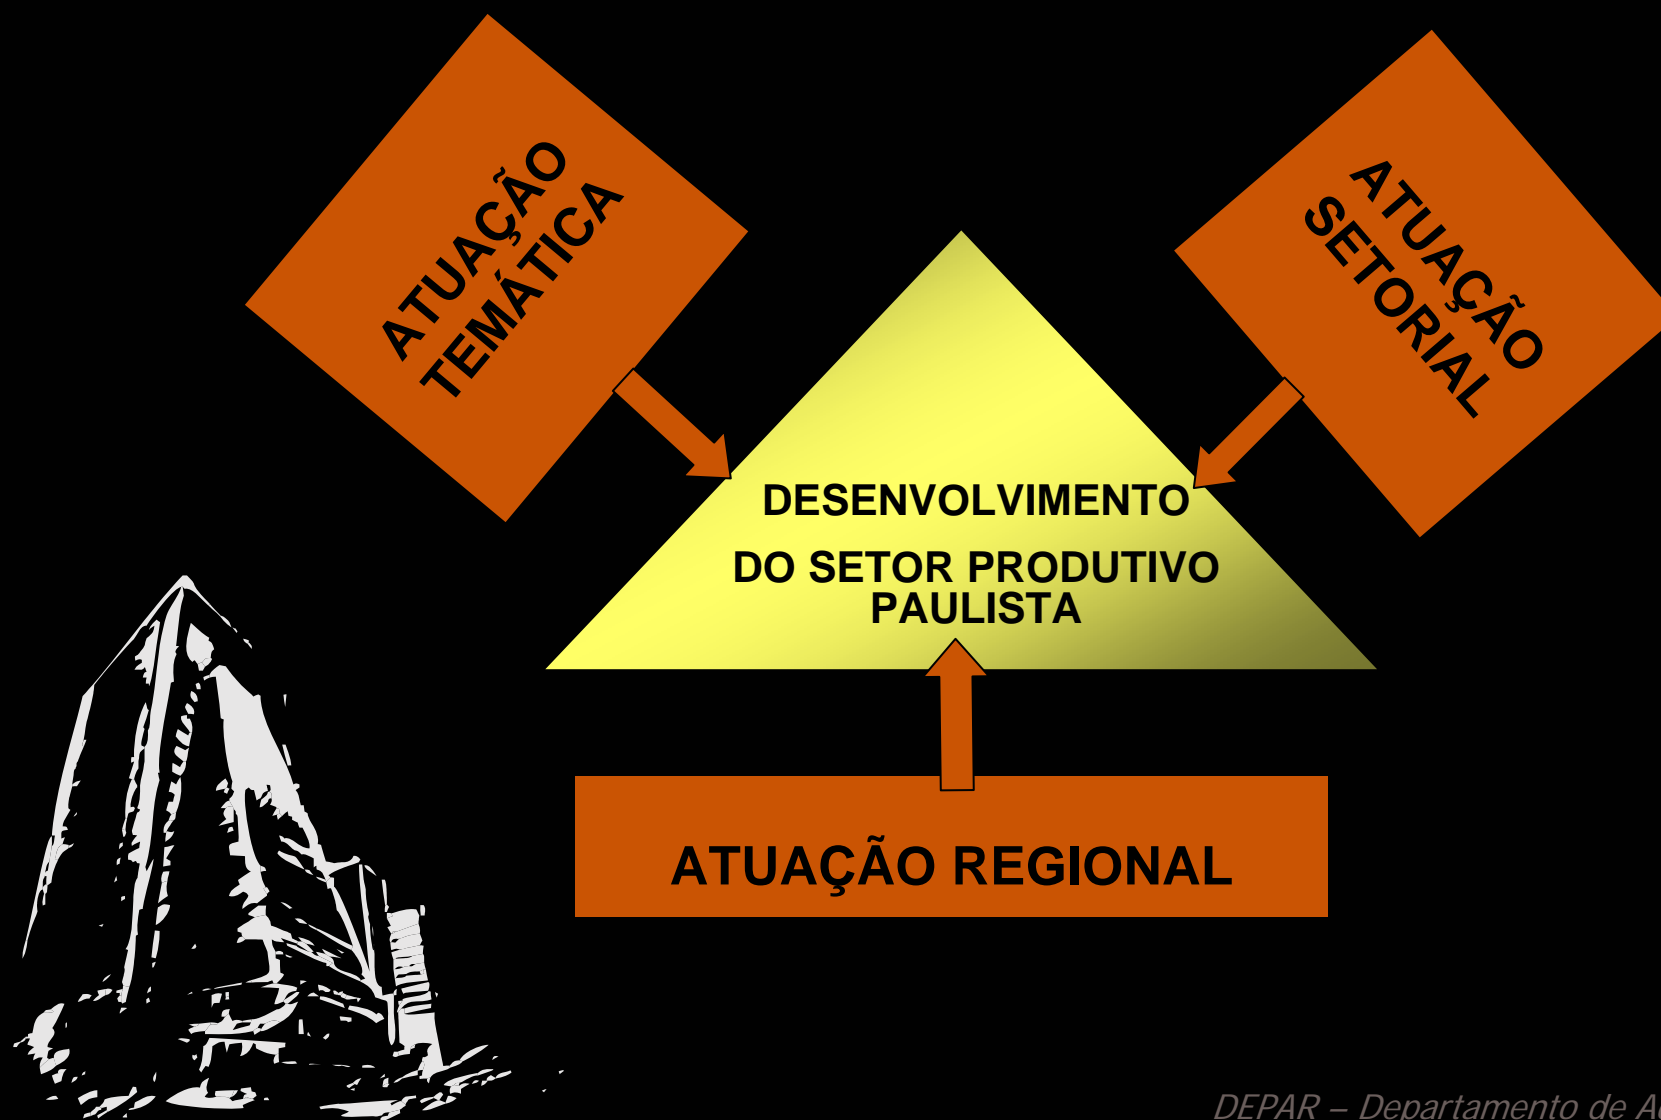 ATUAÇÃO
TEMÁTICA
ATUAÇÃO
SETORIAL
DESENVOLVIMENTO
DO SETOR PRODUTIVO
PAULISTA
ATUAÇÃO REGIONAL
DEPAR – Departamento de